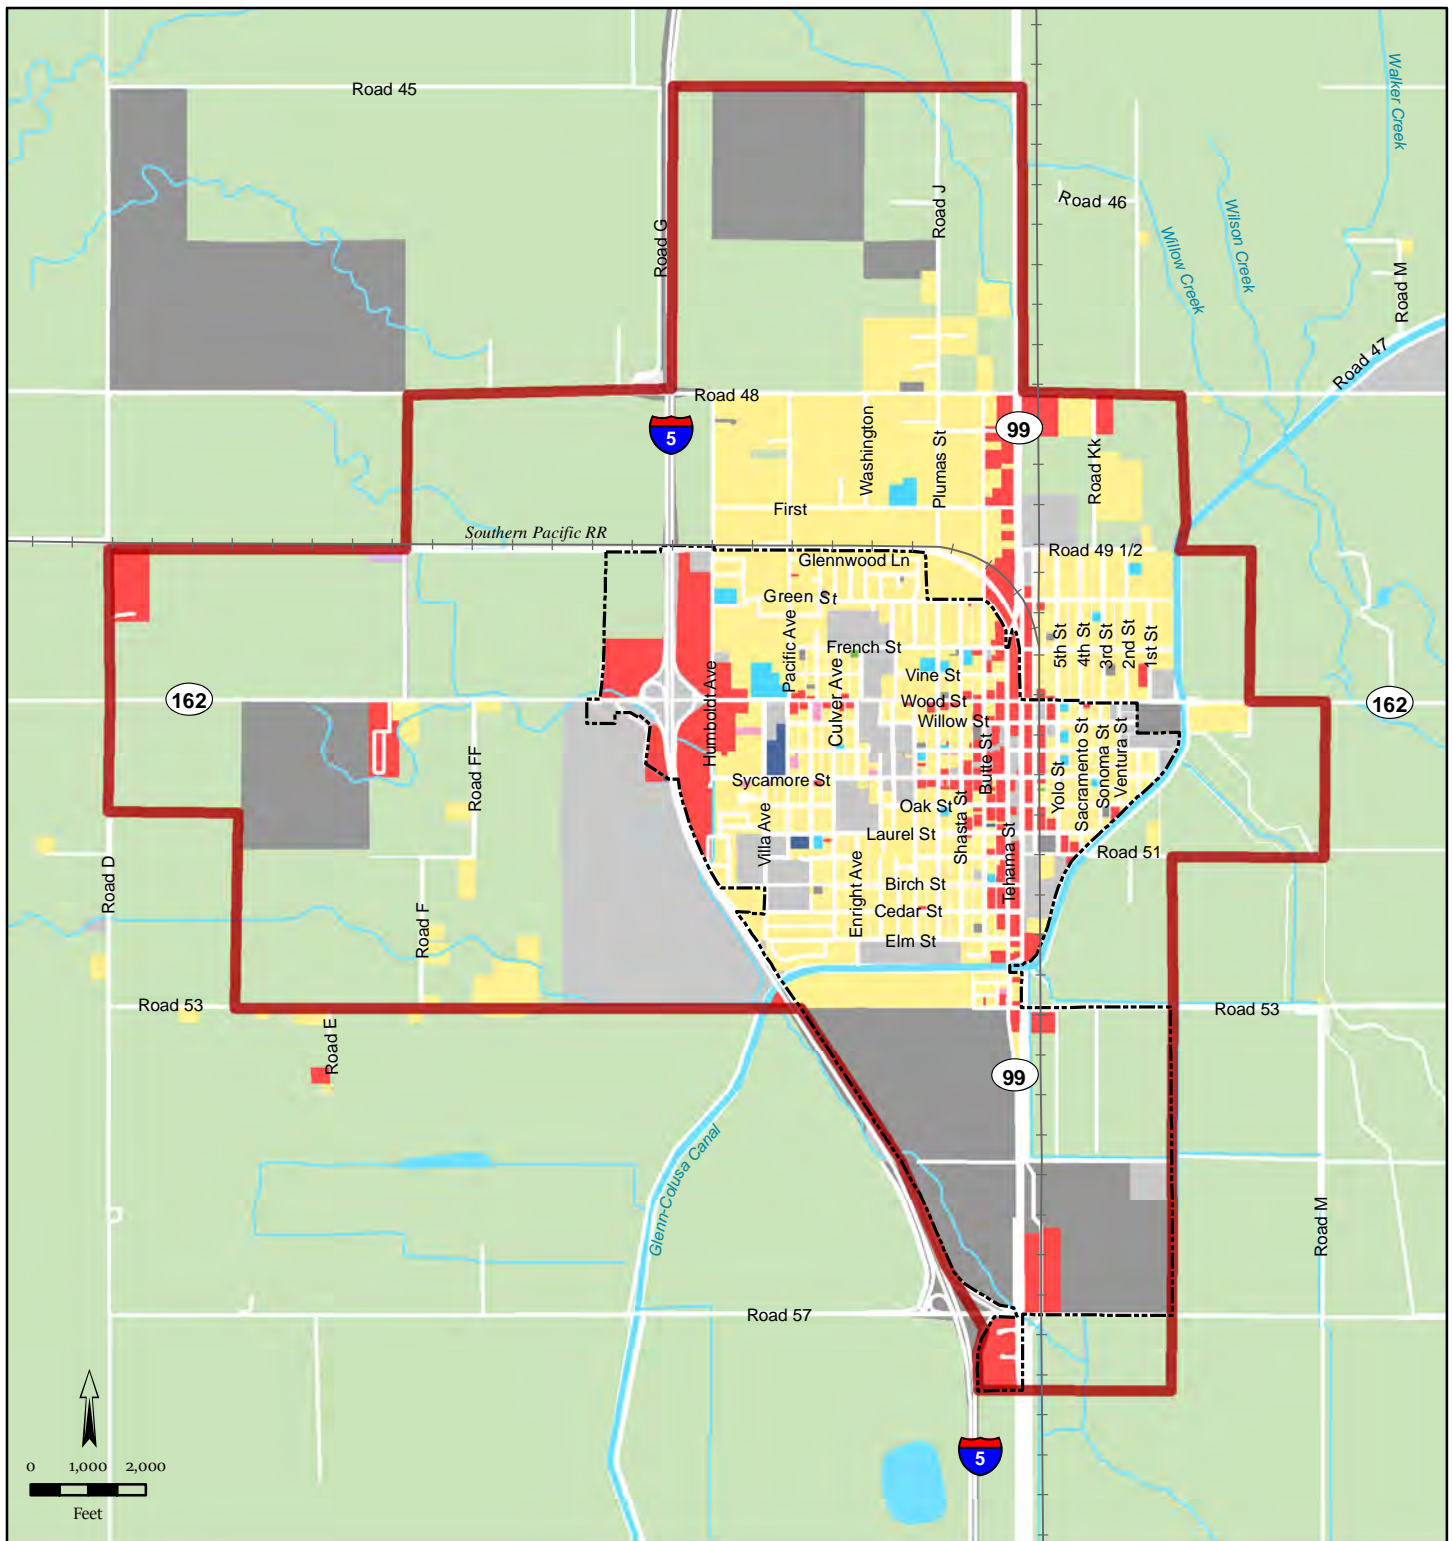 Road 45
Walker Creek
Road 46
Road J
Road G
Wilson Creek
Willow Creek
Road M
Road 47
Road 48
5
99
Washington
Plumas St
Road Kk
First
Southern Pacific RR
Road 49 1/2
Glennwood Ln
Green St
French St
Pacific Ave
Culver Ave
Vine St
Wood St
Willow St
5th St
4th St
3rd St
2nd St
1st St
162
162
Humboldt Ave
Butte St
Sycamore St
Oak St
Laurel St
Shasta St
Tehama St
Yolo St
Sacramento St
Sonoma St
Ventura St
Road FF
Villa Ave
Road 51
Road D
Enright Ave
Birch St
Cedar St
Elm St
Road F
Road 53
Road 53
Road E
99
Glenn-Colusa Canal
Road M
Road 57
5
0 1,000 2,000
Feet